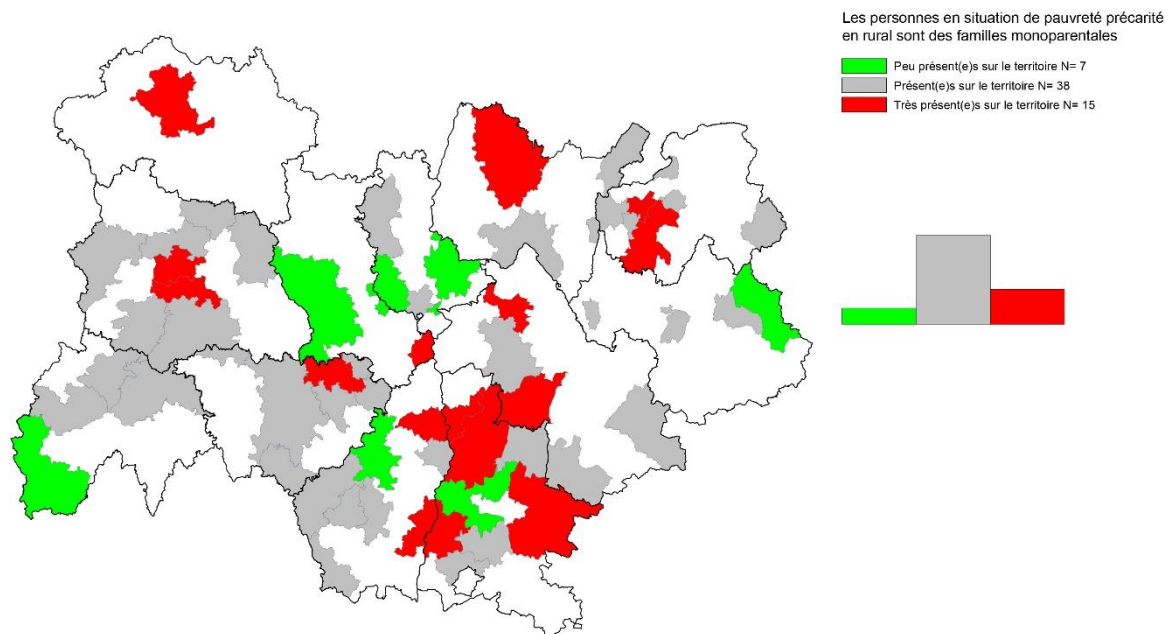 Les personnes en situation de pauvreté précarité
en rural sont des familles monoparentales
Peu présent(e)s sur le territoire N= 7
Présent(e)s sur le territoire N= 38
Très présent(e)s sur le territoire N= 15